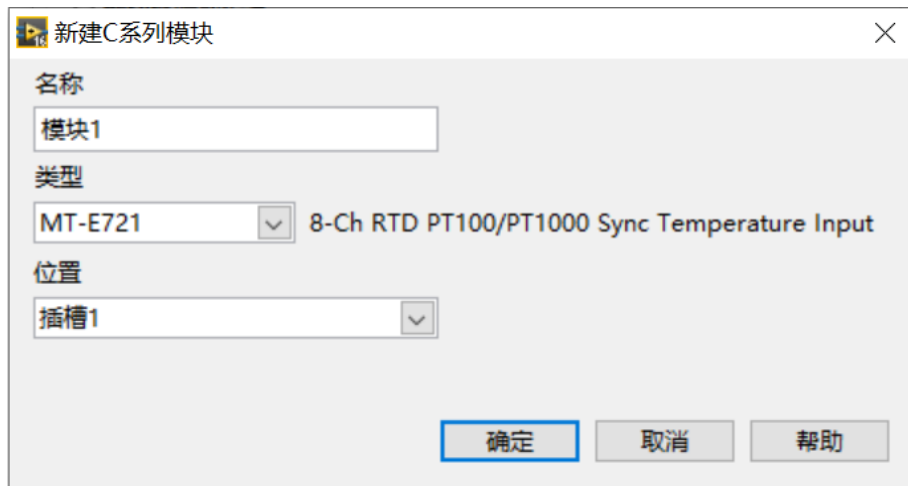 新建C系列模块
名称
模块1
类型
MT-E721 8-Ch RTD PT100/PT1000 Sync Temperature Input
位置
插槽1
确定 取消 帮助